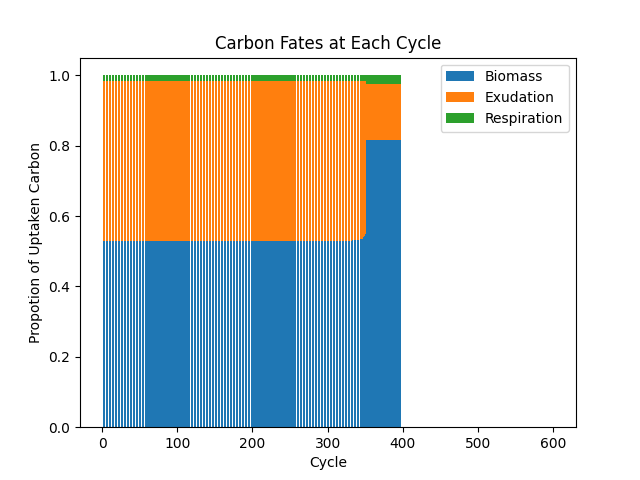 Carbon Fates at Each Cycle
Biomass
Exudation
Respiration
1.0
0.8
0.6
0.4
0.2
0.0
Propotion of Uptaken Carbon
0 100 200 300 400 500 600
Cycle